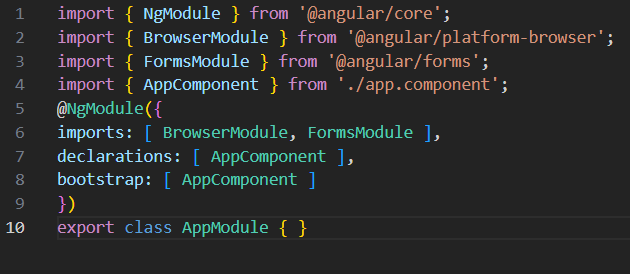 1 import { NgModule } from '@angular/core';
2 import { BrowserModule } from '@angular/platform-browser';
3 import { FormsModule } from '@angular/forms';
4 import { AppComponent } from './app.component';
5 @NgModule({
6 imports: [ BrowserModule, FormsModule ],
7 declarations: [ AppComponent ],
8 bootstrap: [ AppComponent ]
9 })
10 export class AppModule { }